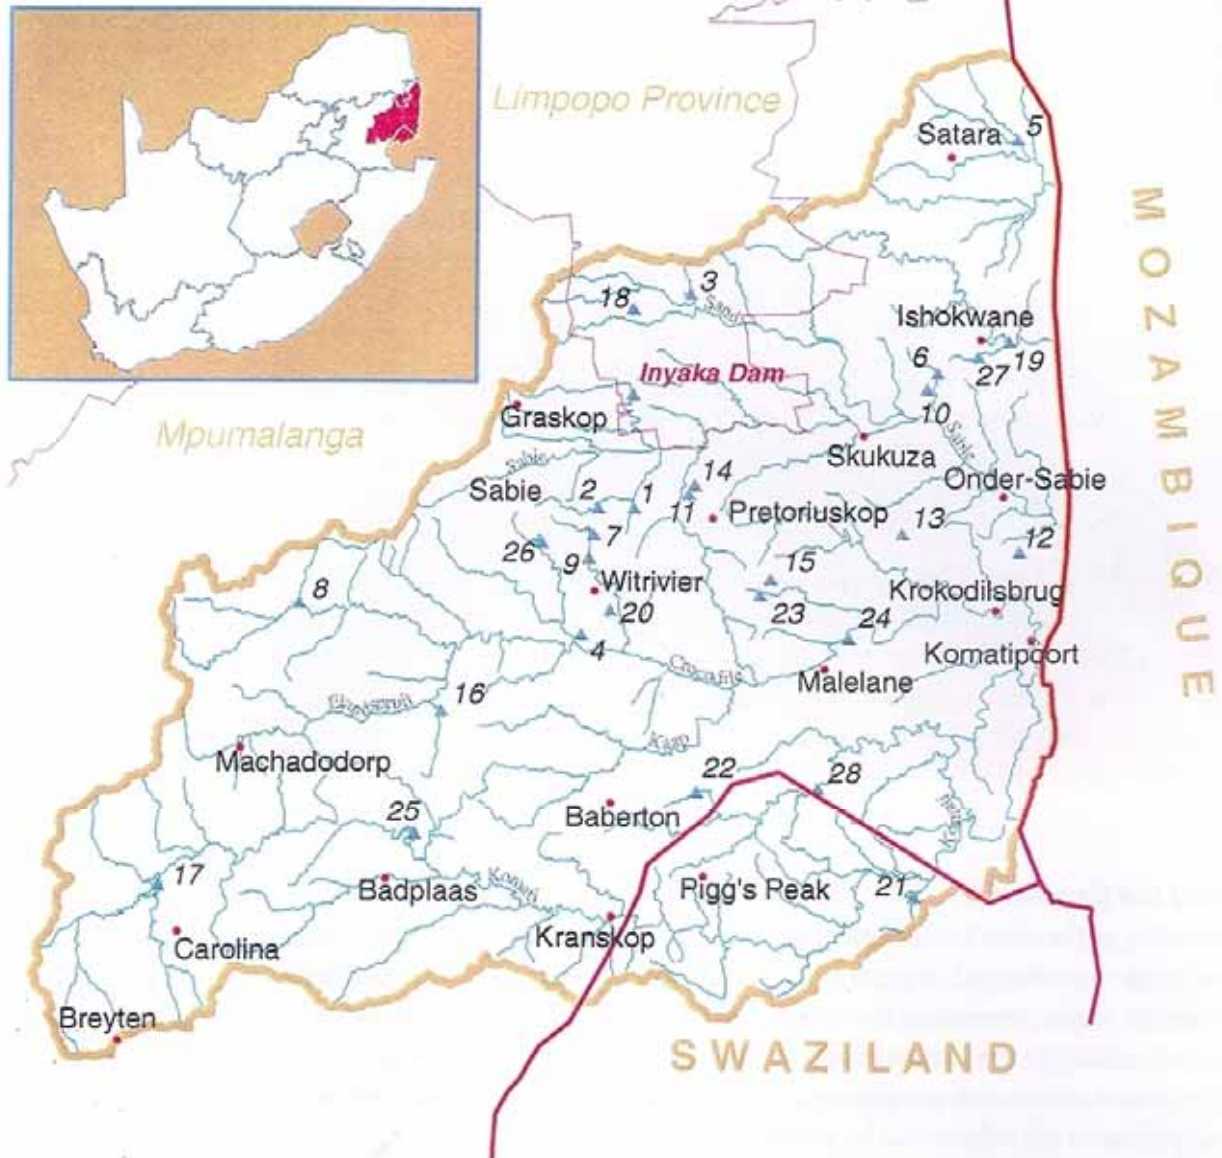 Limpopo Province
Satara
5
MOZAMBIQUE
3
18
Sand
Ishokwane
6
19
27
Inyaka Dam
10
Graskop
Mpumalanga
Sabie
Skukuza
Sabie
Sabie
14
Onder-Sabie
2
1
11
Pretoriuskop
13
7
12
26
9
15
Witrivier
8
Krokodilsbrug
20
23
24
4
Komatipoort
Crocodile
Malelane
16
Kaap
Machadodorp
22
28
25
Baberton
17
Badplaas
Komati
Pigg's Peak
21
Komati
Kranskop
Carolina
Breyten
SWAZILAND